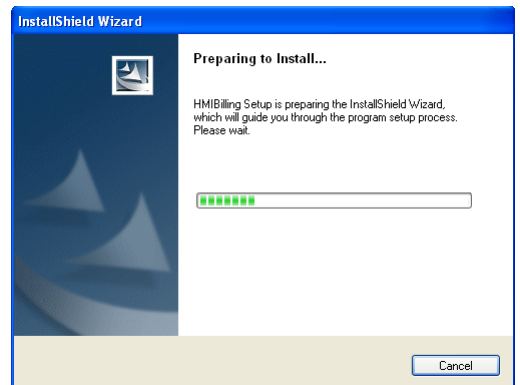 InstallShield Wizard
Preparing to Install...
HMIBilling Setup is preparing the InstallShield Wizard,
which will guide you through the program setup process.
Please wait.
Cancel